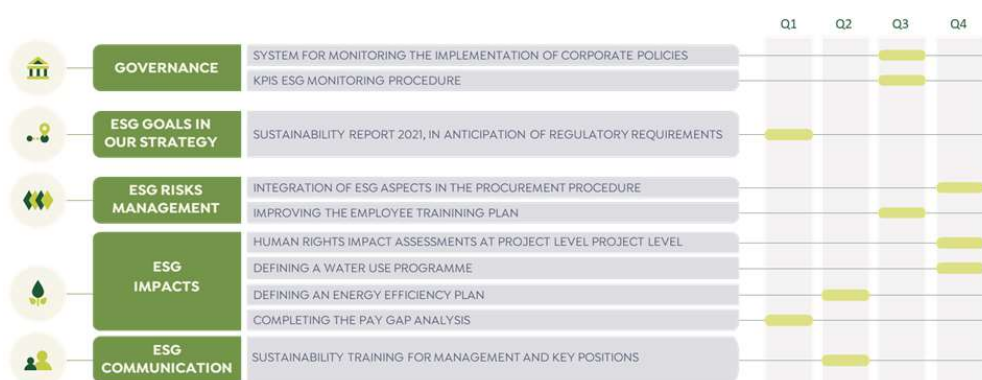 Q1 Q2 Q3 Q4
GOVERNANCE
SYSTEM FOR MONITORING THE IMPLEMENTATION OF CORPORATE POLICIES
KPIS ESG MONITORING PROCEDURE
ESG GOALS IN
OUR STRATEGY
SUSTAINABILITY REPORT 2021, IN ANTICIPATION OF REGULATORY REQUIREMENTS
ESG RISKS
MANAGEMENT
INTEGRATION OF ESG ASPECTS IN THE PROCUREMENT PROCEDURE
IMPROVING THE EMPLOYEE TRAINING PLAN
ESG
IMPACTS
HUMAN RIGHTS IMPACT ASSESSMENTS AT PROJECT LEVEL PROJECT LEVEL
DEFINING A WATER USE PROGRAMME
DEFINING AN ENERGY EFFICIENCY PLAN
COMPLETING THE PAY GAP ANALYSIS
ESG
COMMUNICATION
SUSTAINABILITY TRAINING FOR MANAGEMENT AND KEY POSITIONS